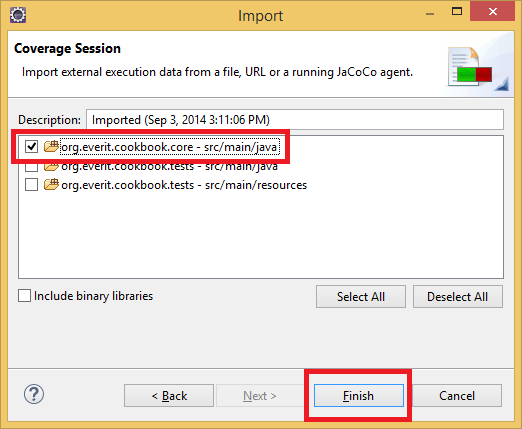 Import
Coverage Session
Import external execution data from a file, URL or a running JaCoCo agent.
Description: Imported (Sep 3, 2014 3:11:06 PM)
org.everit.cookbook.core - src/main/java
org.everit.cookbook.tests - src/main/java
org.everit.cookbook.tests - src/main/resources
Include binary libraries
Select All
Deselect All
?
< Back
Next >
Finish
Cancel